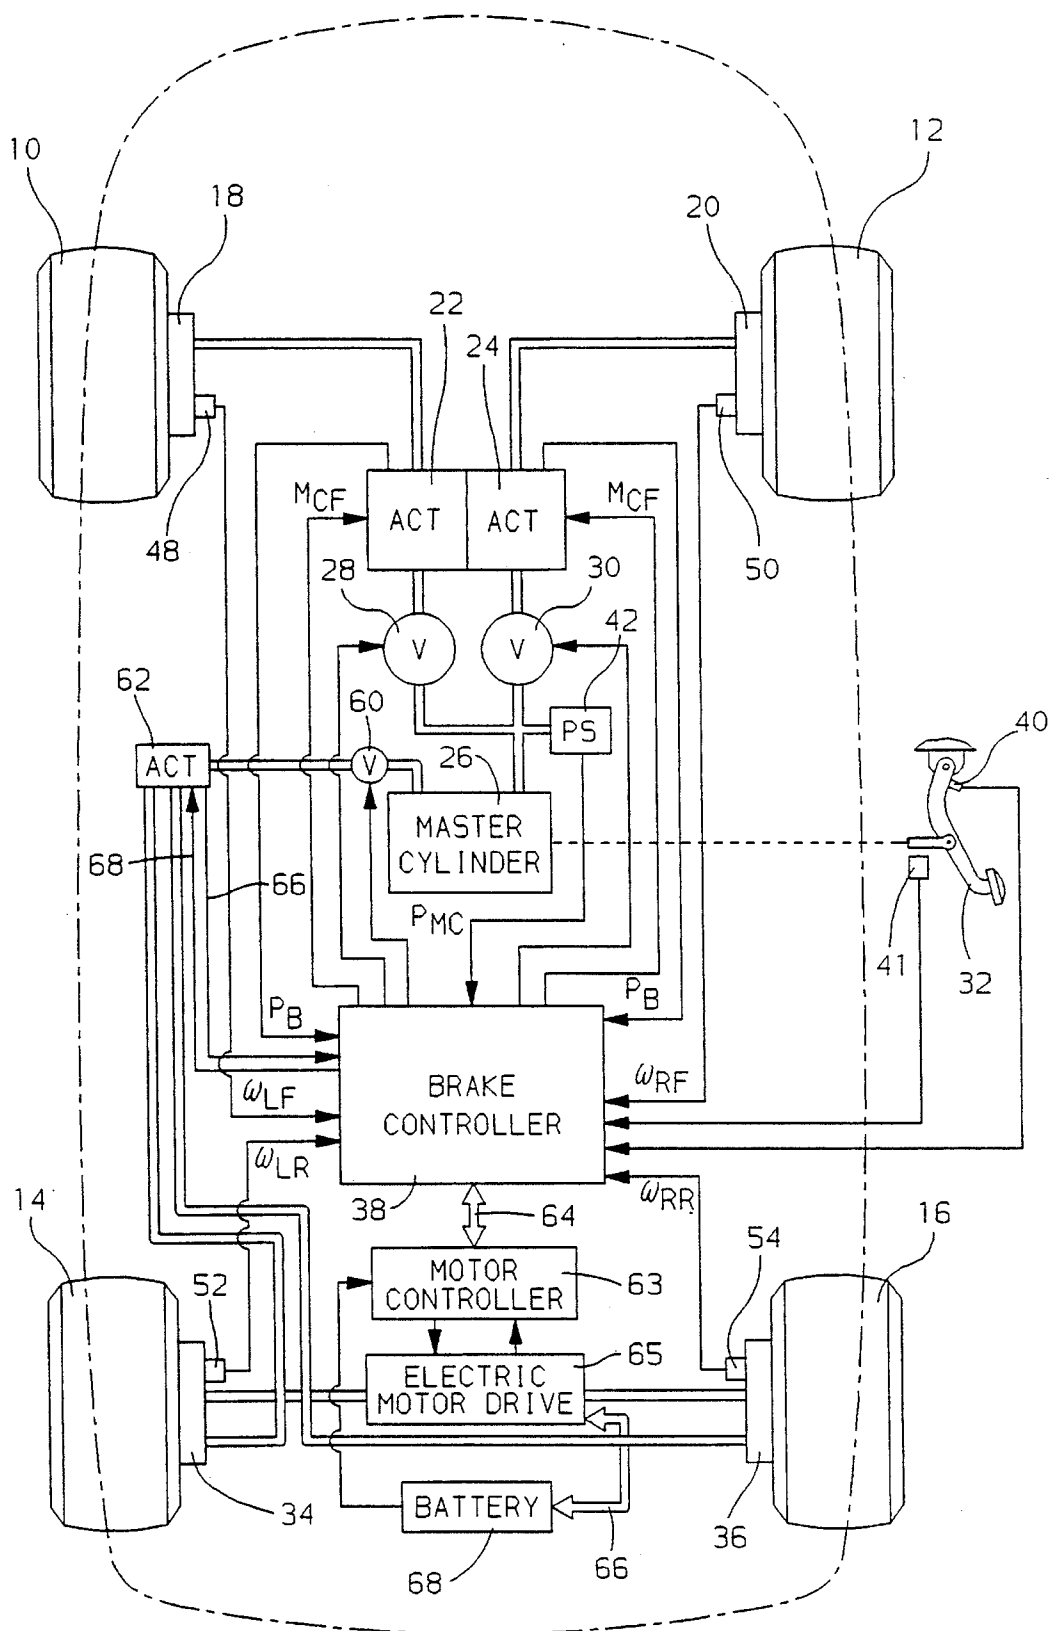 10
12
18
20
22
24
48
50
M_CF
ACT
ACT
M_CF
28
30
42
V
V
62
60
40
ACT
V
26
PS
MASTER
CYLINDER
68
66
P_MC
41
32
P_B
P_B
ω_LF
BRAKE
CONTROLLER
ω_RF
ω_LR
ω_RR
38
64
14
16
52
54
MOTOR
CONTROLLER
63
ELECTRIC
MOTOR DRIVE
65
34
BATTERY
36
68
66